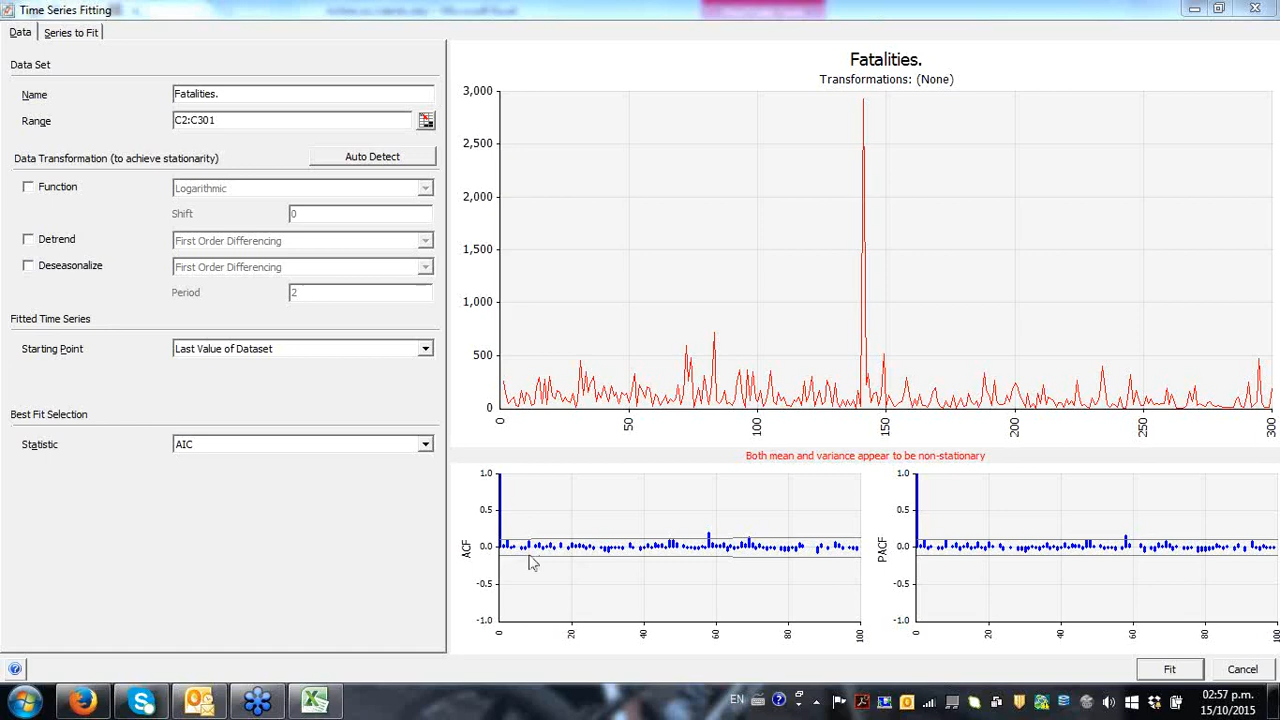 Time Series Fitting
Data
Series to Fit
Data Set
Name
Fatalities.
Range
C2:C301
Data Transformation (to achieve stationarity)
Auto Detect
Function
Logarithmic
Shift
0
Detrend
First Order Differencing
Deseasonalize
First Order Differencing
Period
2
Fitted Time Series
Starting Point
Last Value of Dataset
Best Fit Selection
Statistic
AIC
Fatalities.
Transformations: (None)
3,000
2,500
2,000
1,500
1,000
500
0
0
50
100
150
200
250
300
Both mean and variance appear to be non-stationary
ACF
1.0
0.5
0.0
-0.5
-1.0
0
20
40
60
80
100
PACF
1.0
0.5
0.0
-0.5
-1.0
0
20
40
60
80
100
Fit
Cancel
EN
02:57 p.m.
15/10/2015